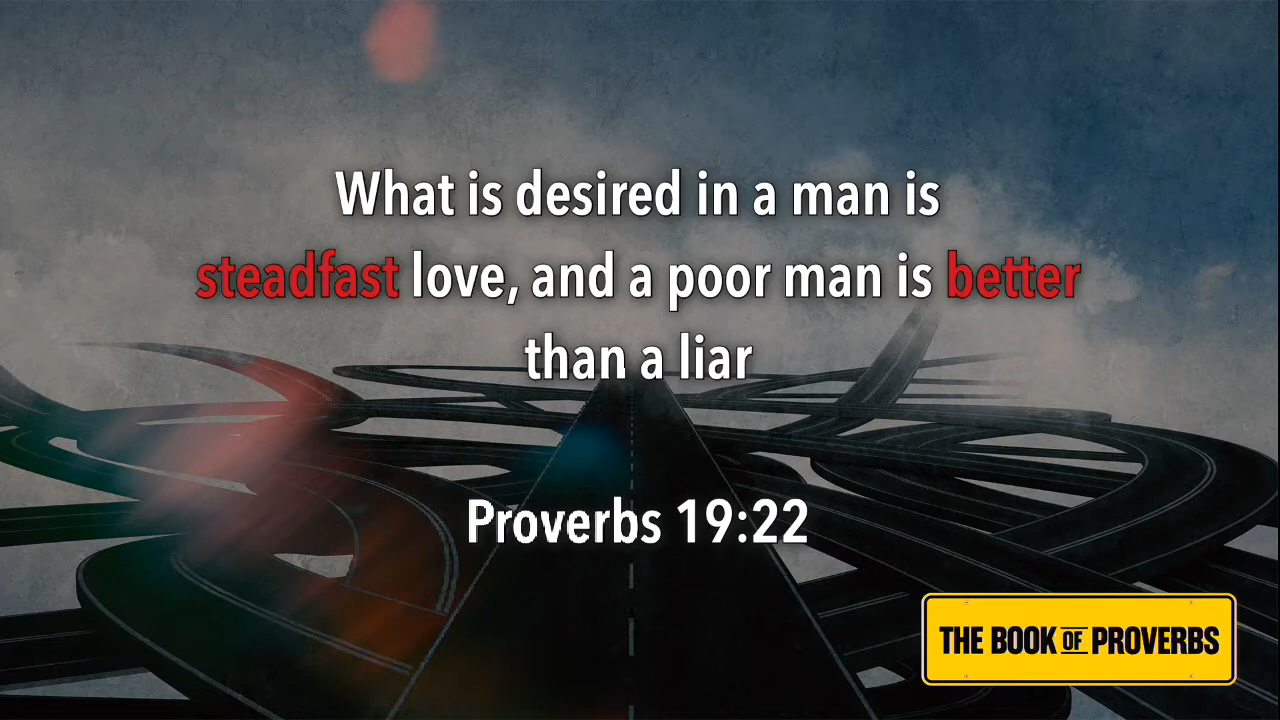 What is desired in a man is
steadfast love, and a poor man is better
than a liar
Proverbs 19:22
THE BOOK OF PROVERBS